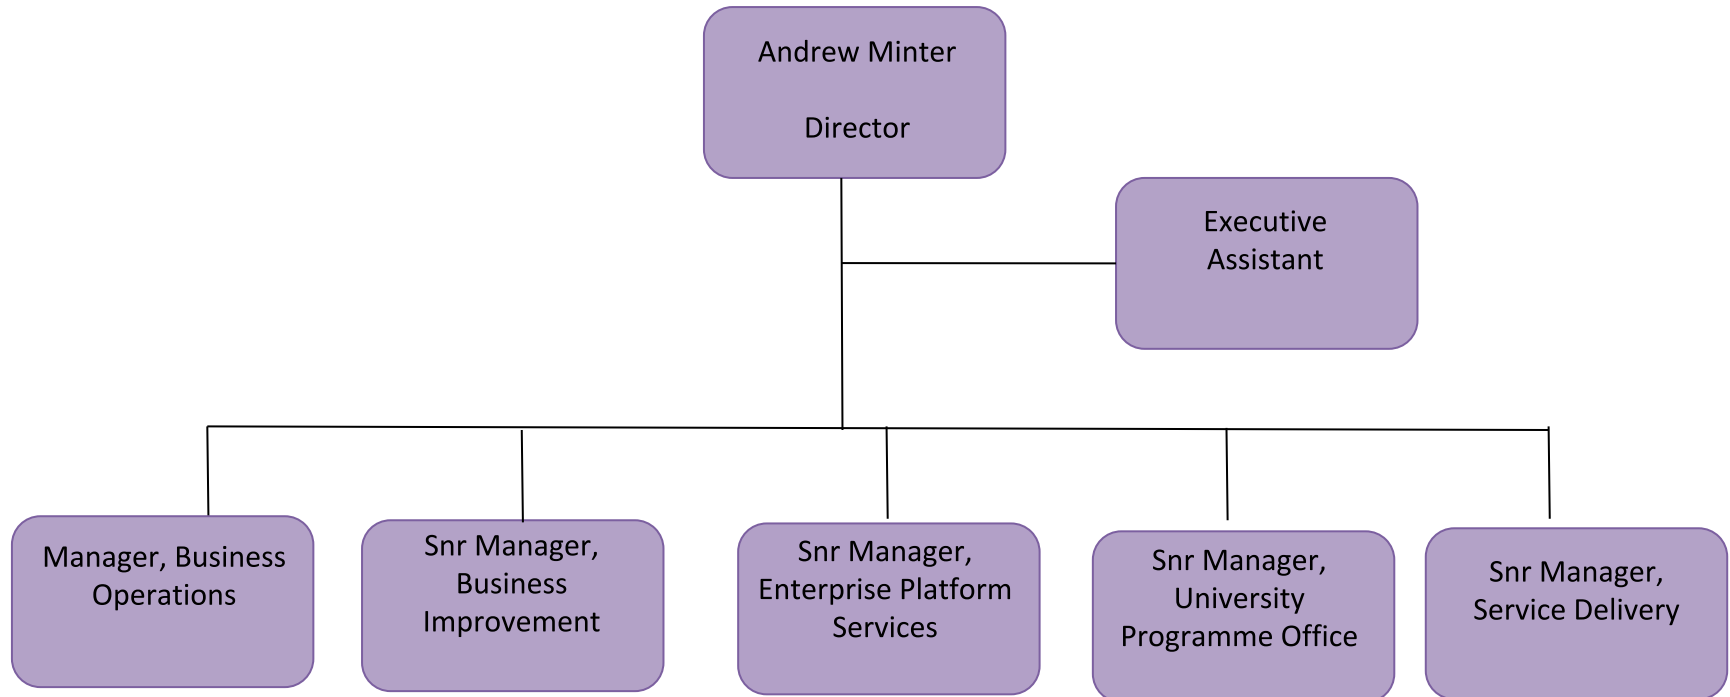 Andrew Minter
Director
Executive
Assistant
Manager, Business
Operations
Snr Manager,
Business
Improvement
Snr Manager,
Enterprise Platform
Services
Snr Manager,
University
Programme Office
Snr Manager,
Service Delivery